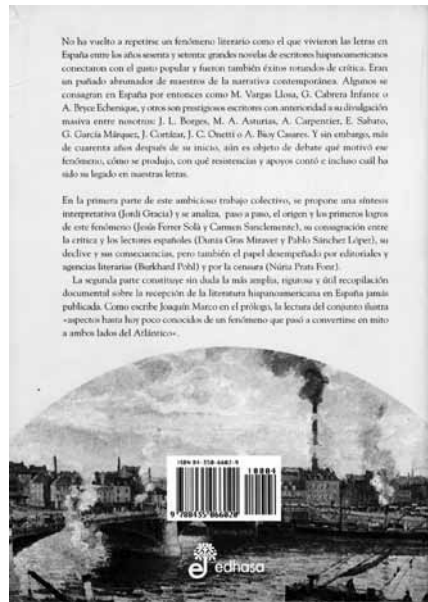 No ha vuelto a repetirse un fenómeno literario como el que vivieron las letras en
España entre los años sesenta y setenta: grandes novelas de escritores hispanoamericanos
conectaron con el gusto popular y fueron también éxitos rotundos de crítica. Eran
un puñado abrumador de maestros de la narrativa contemporánea. Algunos se
consagran en España por entonces como M. Vargas Llosa, G. Cabrera Infante o
A. Bryce Echenique, y otros son prestigiosos escritores con anterioridad a su divulgación
masiva entre nosotros: J. L. Borges, M. A. Asturias, A. Carpentier, E. Sabato,
G. García Márquez, J. Cortázar, J. C. Onetti o A. Bioy Casares. Y sin embargo, más
de cuarenta años después de su inicio, aún es objeto de debate qué motivó ese
fenómeno, cómo se produjo, con qué resistencias y apoyos contó e incluso cuál ha
sido su legado en nuestras letras.
En la primera parte de este ambicioso trabajo colectivo, se propone una síntesis
interpretativa (Jordi Gracia) y se analiza, paso a paso, el origen y los primeros logros
de este fenómeno (Jesús Ferrer Solà y Carmen Sanclemente), su consagración entre
la crítica y los lectores españoles (Dunia Gras Miravet y Pablo Sánchez López), su
declive y sus consecuencias, pero también el papel desempeñado por editoriales y
agencias literarias (Burkhard Pohl) y por la censura (Núria Prats Font).
La segunda parte constituye sin duda la más amplia, rigurosa y útil recopilación
documental sobre la recepción de la literatura hispanoamericana en España jamás
publicada. Como escribe Joaquín Marco en el prólogo, la lectura del conjunto ilustra
«aspectos hasta hoy poco conocidos de un fenómeno que pasó a convertirse en mito
a ambos lados del Atlántico».
ISBN 84-350-6602-9
10004
9 788435 066020
edhasa